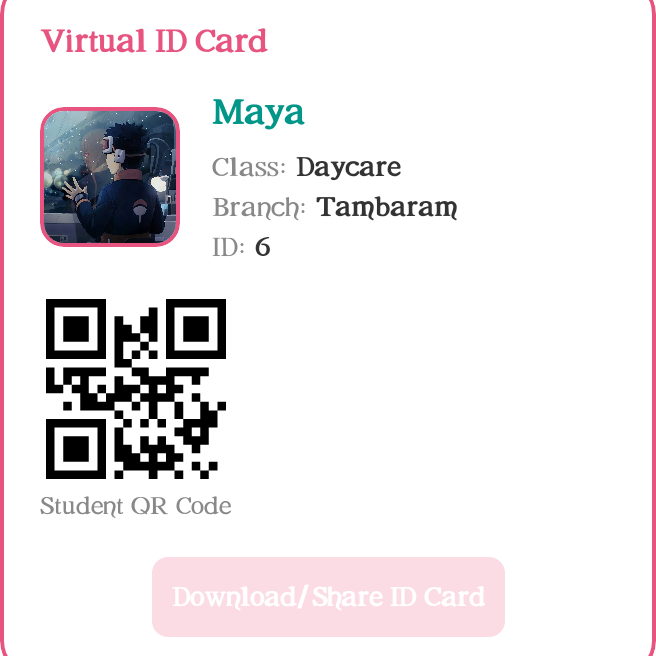 Virtual ID Card
Maya
Class: Daycare
Branch: Tambaram
ID: 6
Student QR Code
Download/Share ID Card